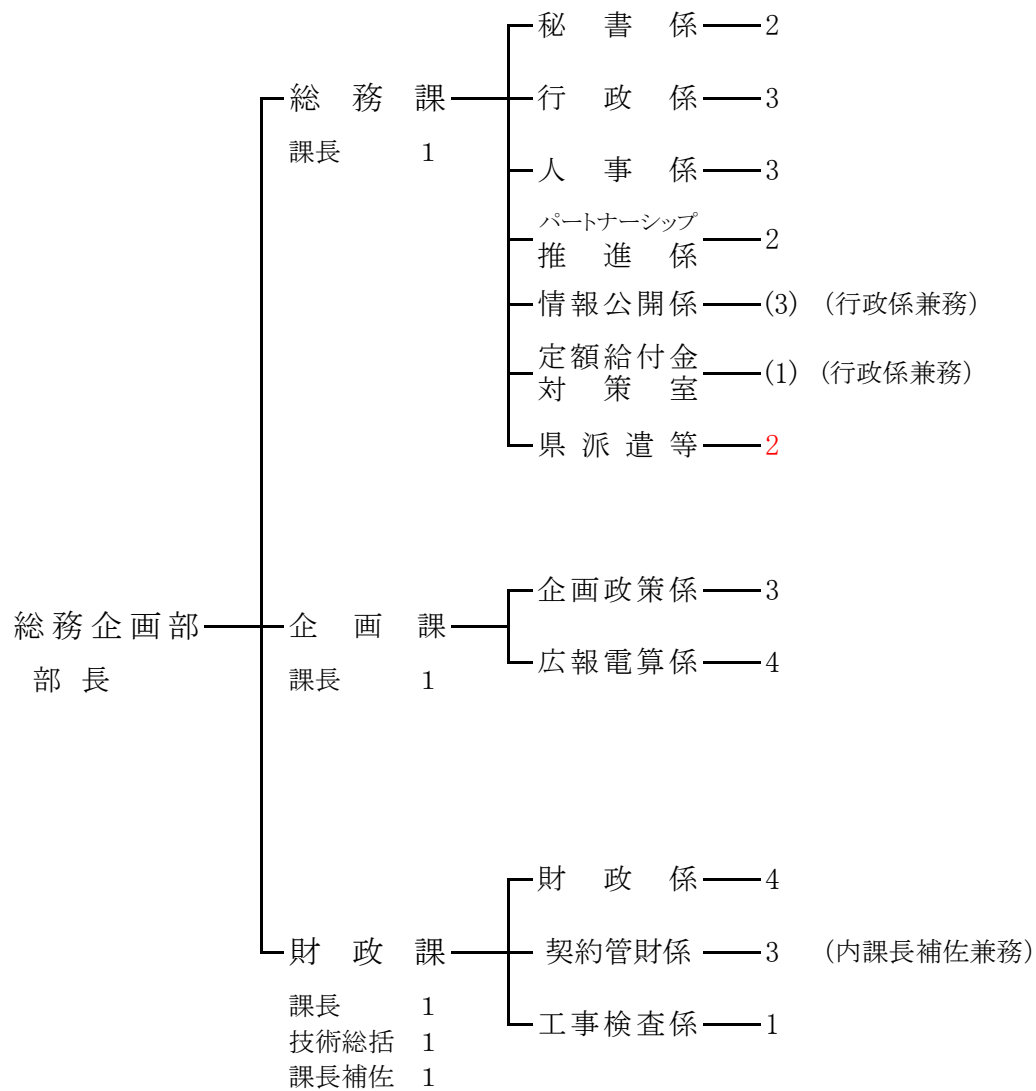 秘書係 2
総務課 行政係 3
課長 1
人事係 3
パートナーシップ
推進係 2
情報公開係 (3) (行政係兼務)
定額給付金
対策室 (1) (行政係兼務)
県派遣等 2
企画政策係 3
総務企画部 企画課
部長 課長 1
広報電算係 4
財政係 4
財政課 契約管財係 3 (内課長補佐兼務)
課長 1
技術総括 1
課長補佐 1
工事検査係 1